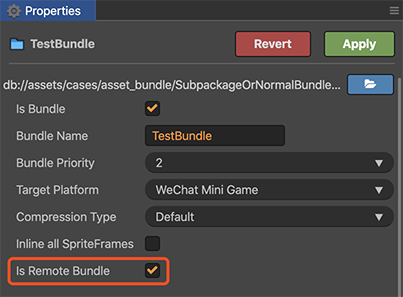 Properties
TestBundle
Revert
Apply
db://assets/cases/asset_bundle/SubpackageOrNormalBundle...
Is Bundle
Bundle Name
TestBundle
Bundle Priority
2
Target Platform
WeChat Mini Game
Compression Type
Default
Inline all SpriteFrames
Is Remote Bundle